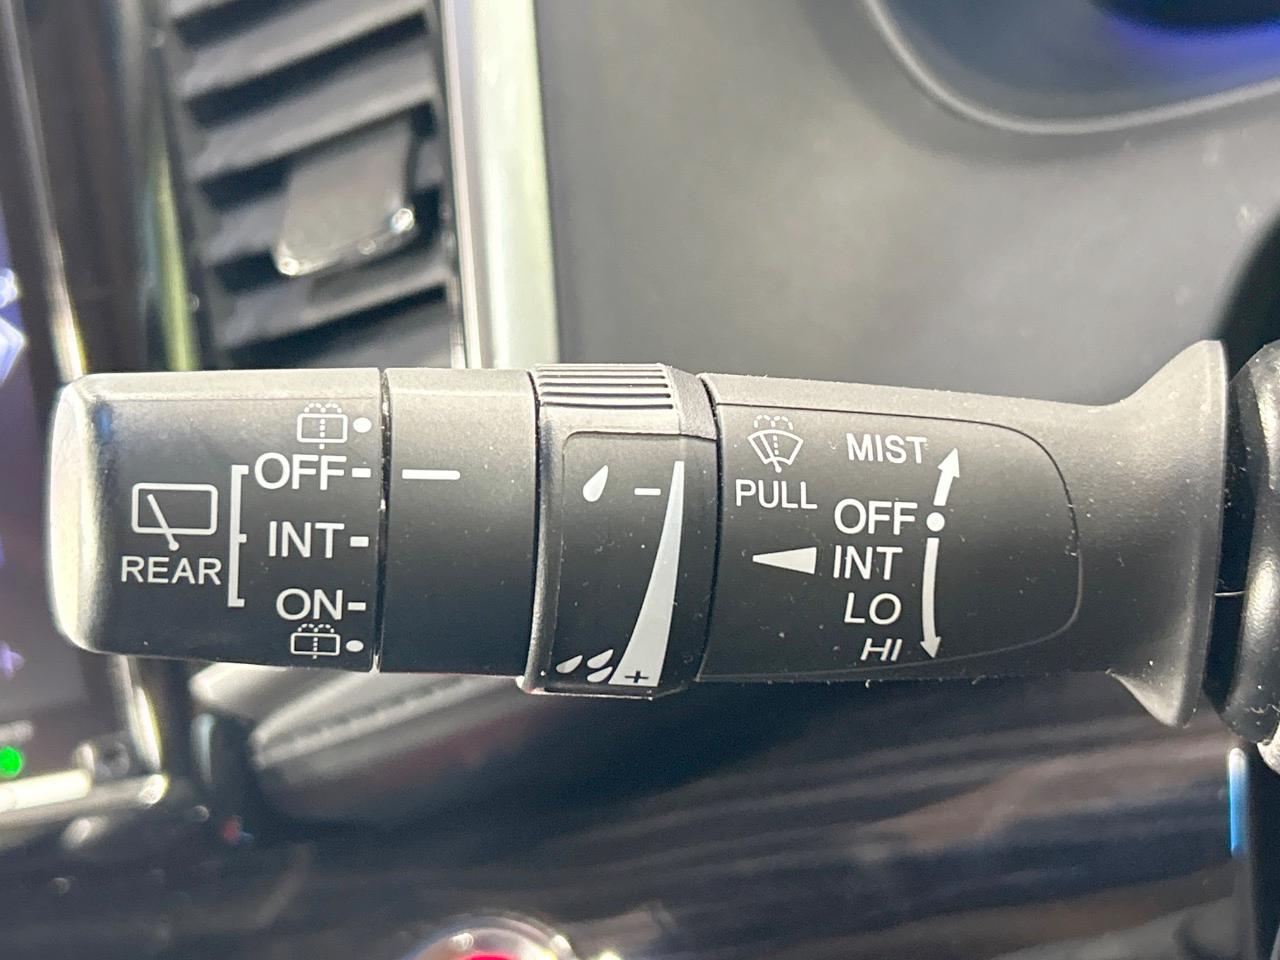 REAR
OFF
INT
ON
−
+
PULL
MIST
OFF
INT
LO
HI